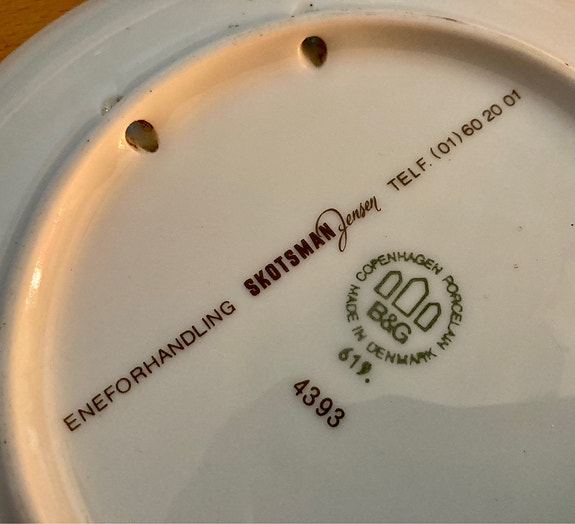 ENEFORHANDLING SKOTSMAN Jensen TELF. (01) 60 20 01
COPENHAGEN PORCELAIN
B&G
MADE IN DENMARK
619.
4393